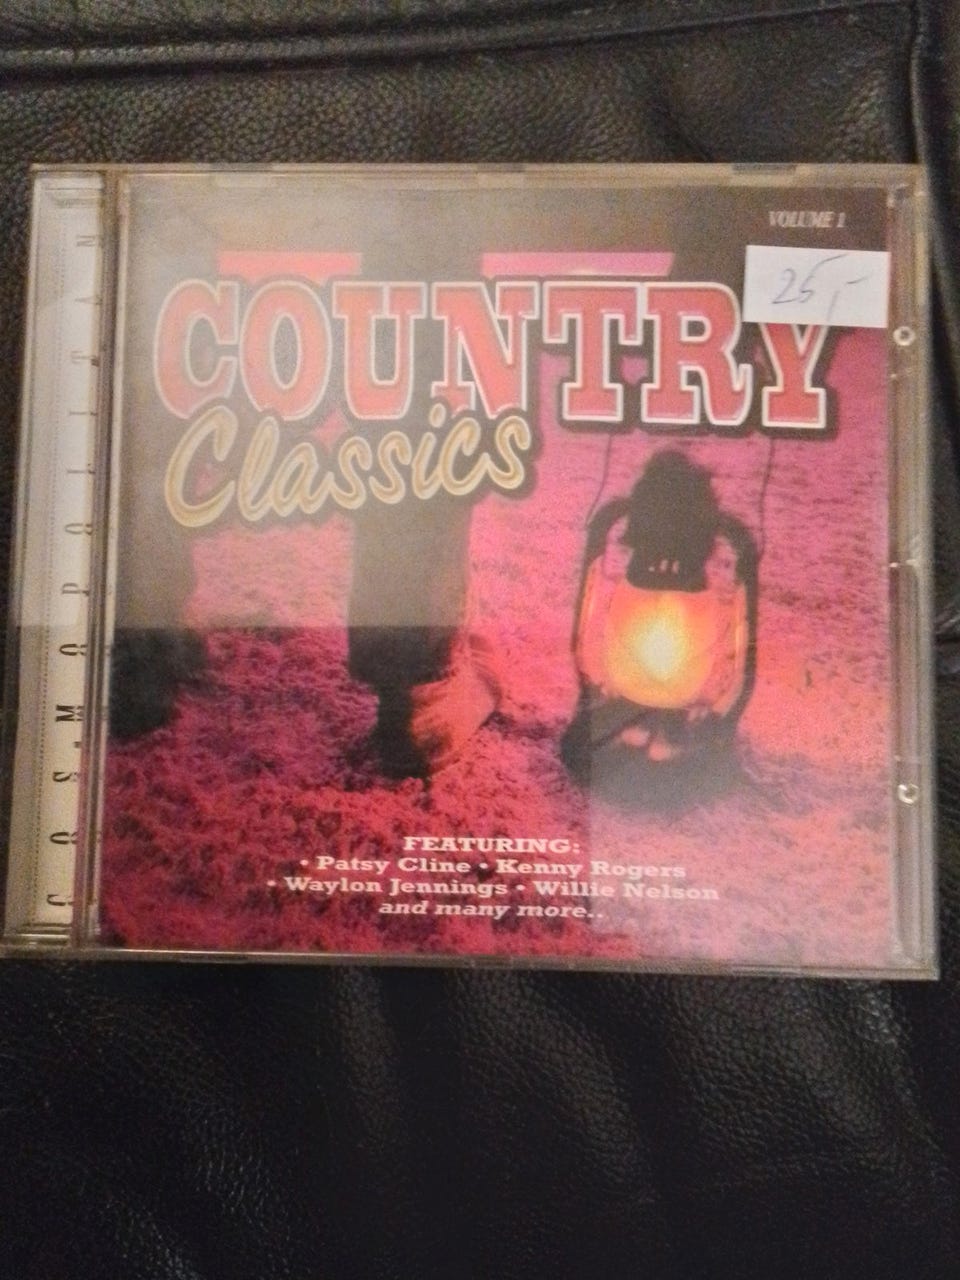 VOLUME 1
25,-
COUNTRY
Classics
COSMOPOLITAN
FEATURING:
• Patsy Cline • Kenny Rogers
• Waylon Jennings • Willie Nelson
and many more..